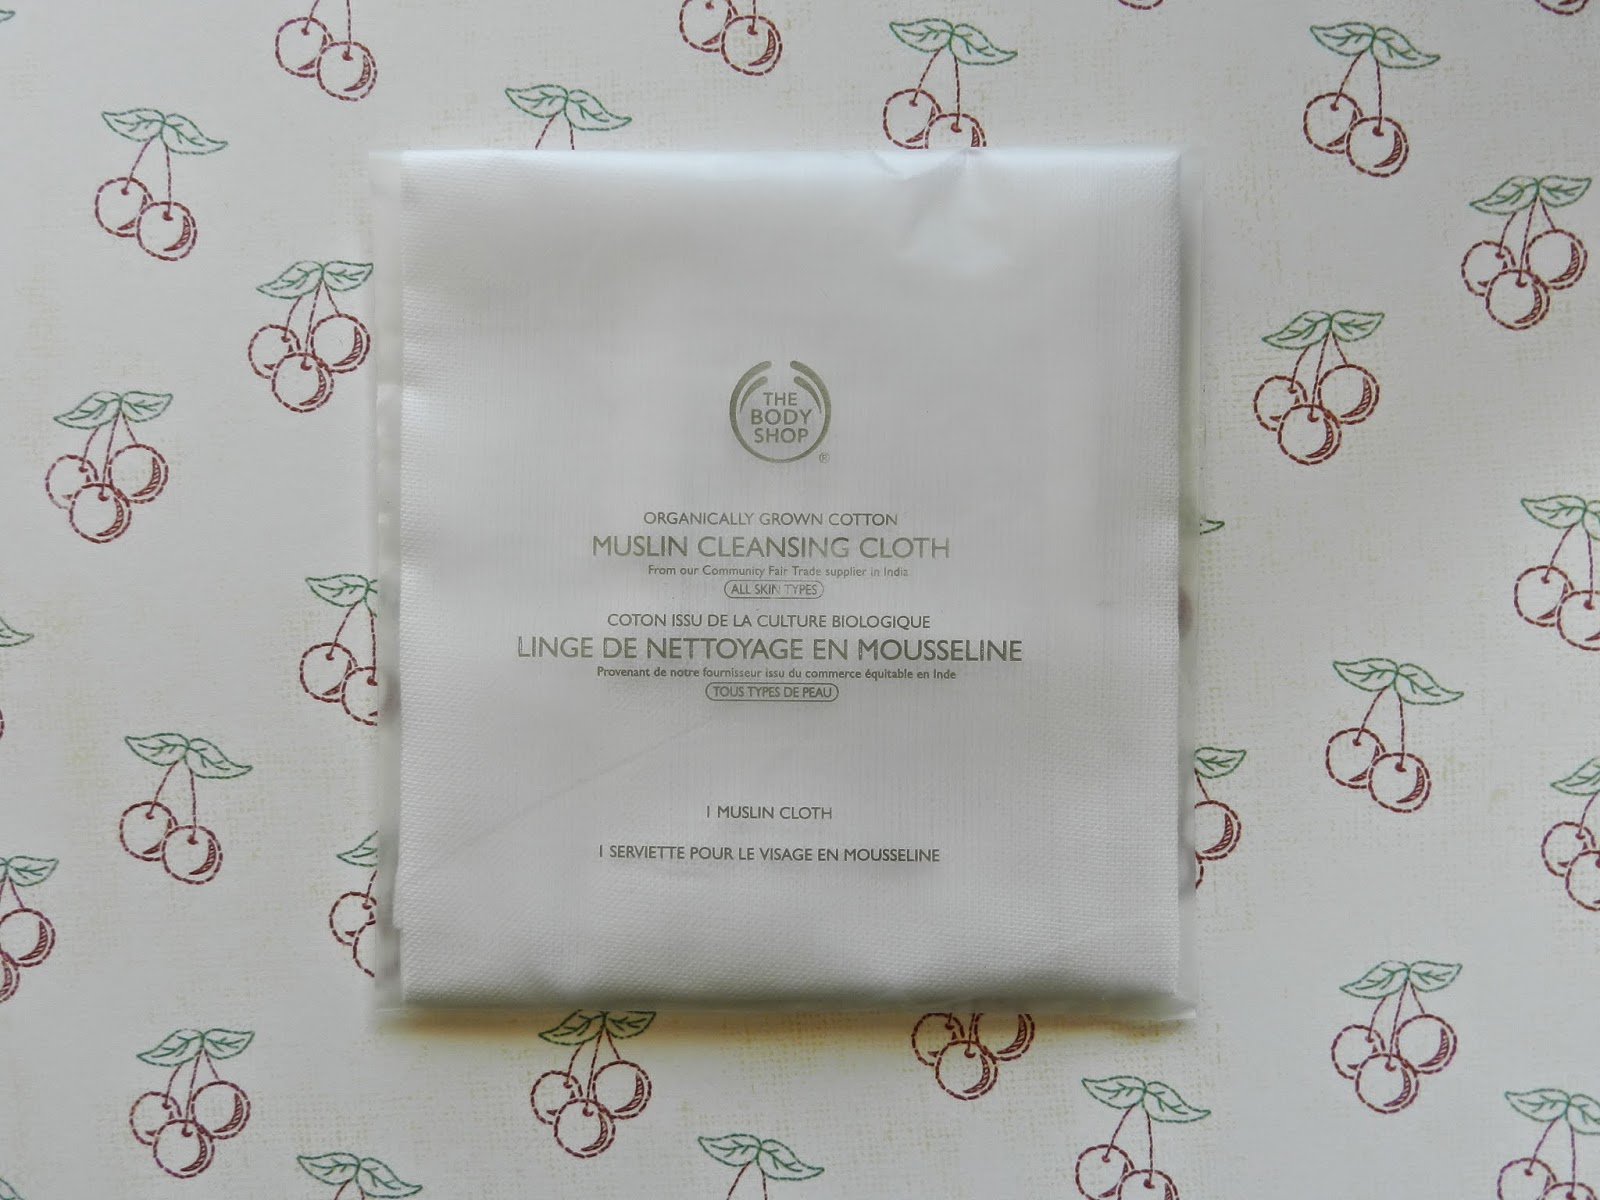 THE
BODY
SHOP
®
ORGANICALLY GROWN COTTON
MUSLIN CLEANSING CLOTH
From our Community Fair Trade supplier in India
ALL SKIN TYPES
COTON ISSU DE LA CULTURE BIOLOGIQUE
LINGE DE NETTOYAGE EN MOUSSELINE
Provenant de notre fournisseur issu du commerce équitable en Inde
TOUS TYPES DE PEAU
1 MUSLIN CLOTH
1 SERVIETTE POUR LE VISAGE EN MOUSSELINE